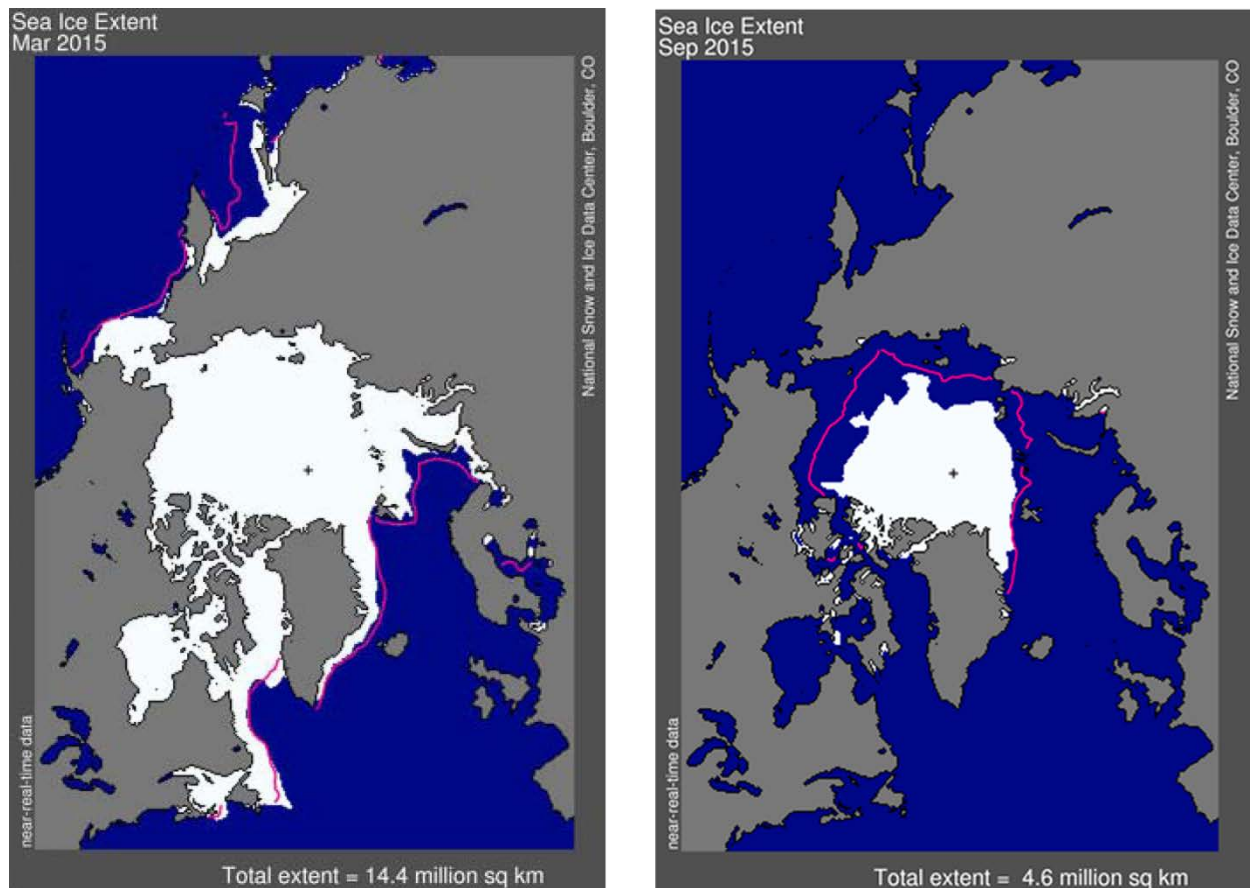 Sea Ice Extent
Mar 2015
National Snow and Ice Data Center, Boulder, CO
near-real-time data
Total extent = 14.4 million sq km
Sea Ice Extent
Sep 2015
National Snow and Ice Data Center, Boulder, CO
near-real-time data
Total extent = 4.6 million sq km